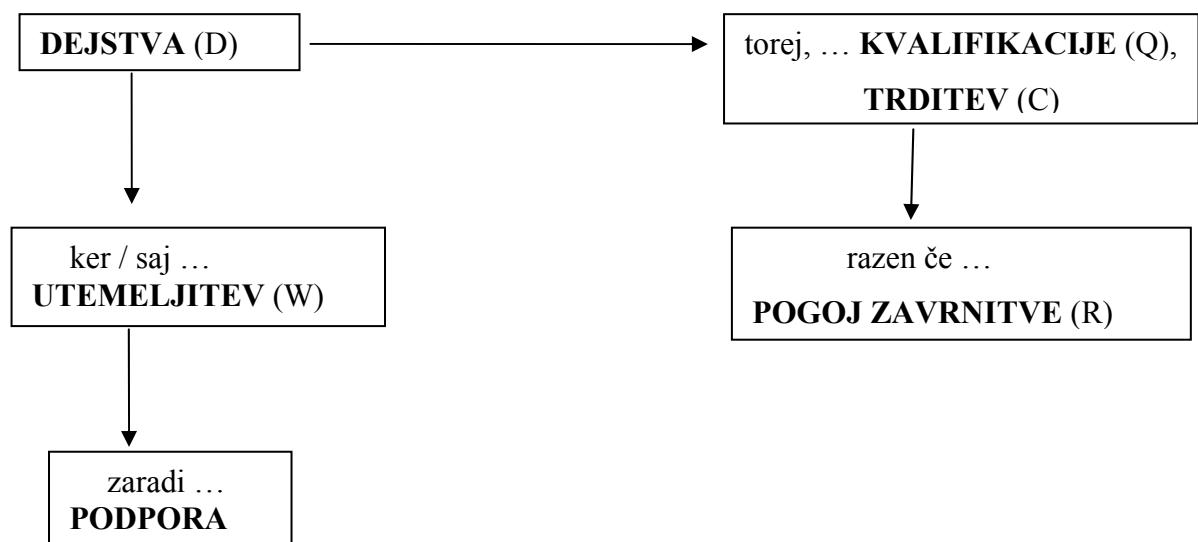 DEJSTVA (D)
torej, … KVALIFIKACIJE (Q),
TRDITEV (C)
ker / saj …
UTEMELJITEV (W)
razen če …
POGOJ ZAVRNITVE (R)
zaradi …
PODPORA